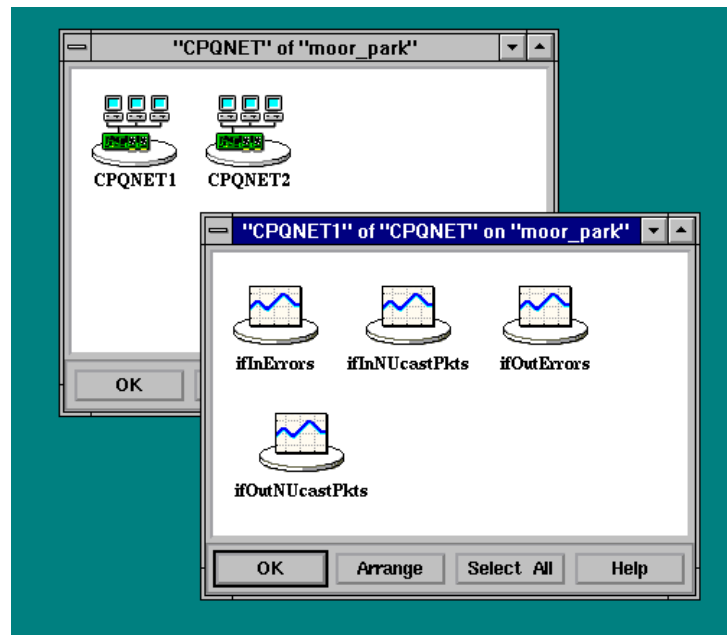 "CPQNET" of "moor_park"
CPQNET1 CPQNET2
OK
"CPQNET1" of "CPQNET" on "moor_park"
ifInErrors ifInNUcastPkts ifOutErrors
ifOutNUcastPkts
OK Arrange Select All Help